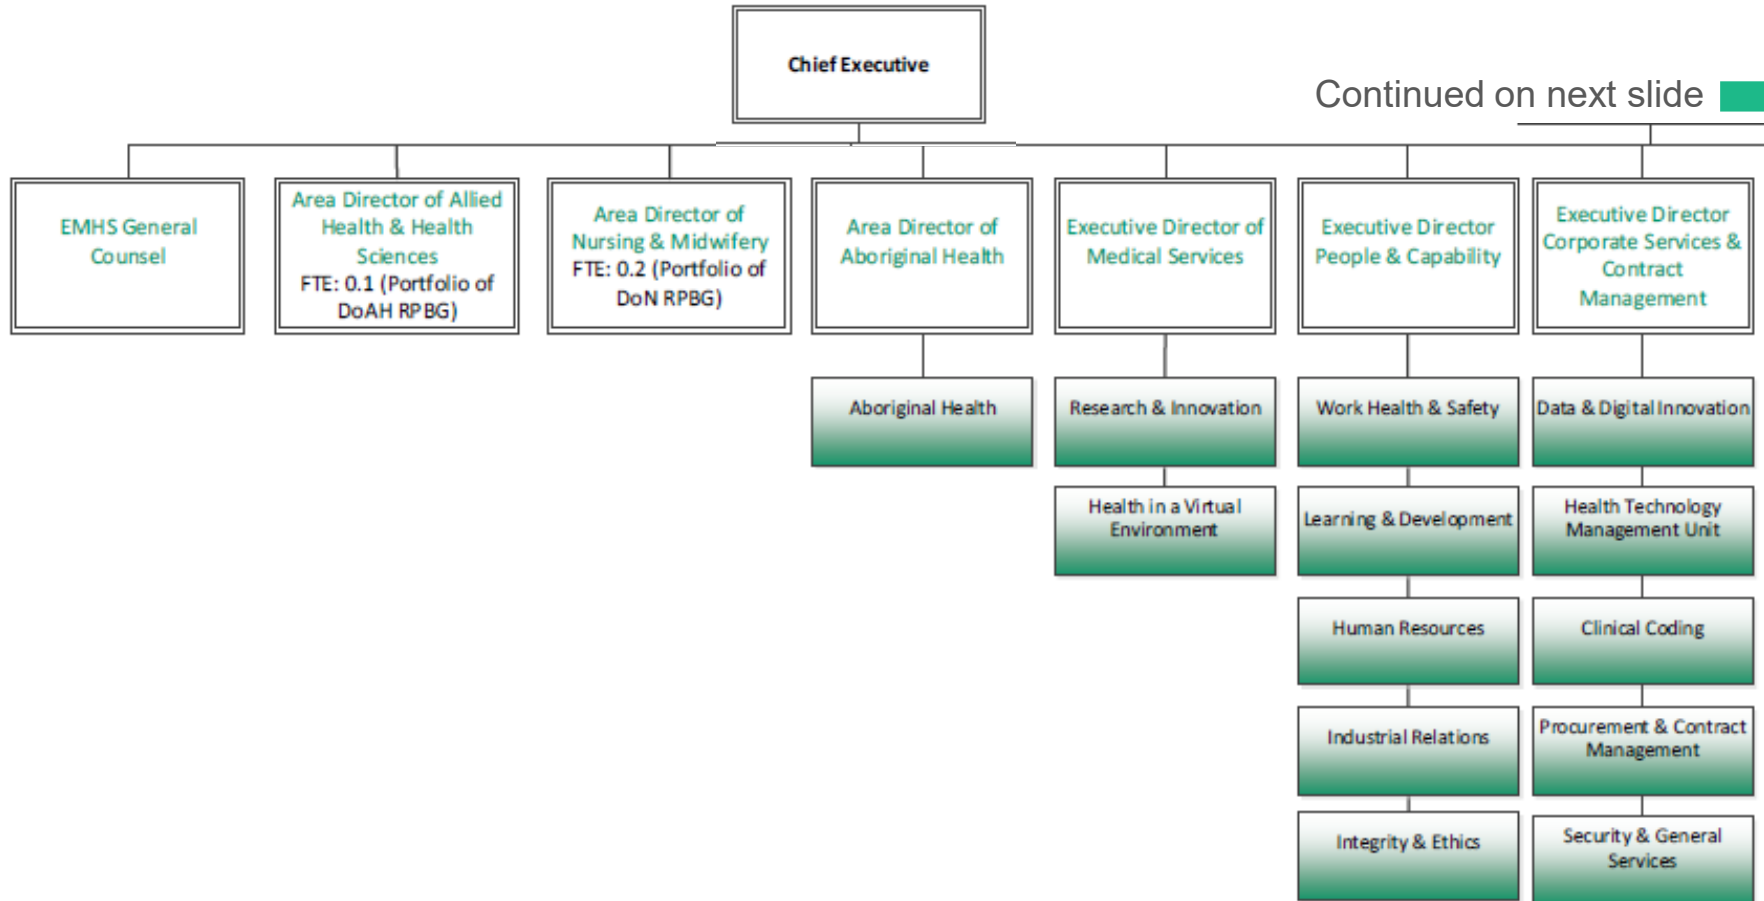 Chief Executive
Continued on next slide
EMHS General
Counsel
Area Director of Allied
Health & Health
Sciences
FTE: 0.1 (Portfolio of
DoAH RPBG)
Area Director of
Nursing & Midwifery
FTE: 0.2 (Portfolio of
DoN RPBG)
Area Director of
Aboriginal Health
Executive Director of
Medical Services
Executive Director
People & Capability
Executive Director
Corporate Services &
Contract
Management
Aboriginal Health
Research & Innovation
Health in a Virtual
Environment
Work Health & Safety
Learning & Development
Human Resources
Industrial Relations
Integrity & Ethics
Data & Digital Innovation
Health Technology
Management Unit
Clinical Coding
Procurement & Contract
Management
Security & General
Services